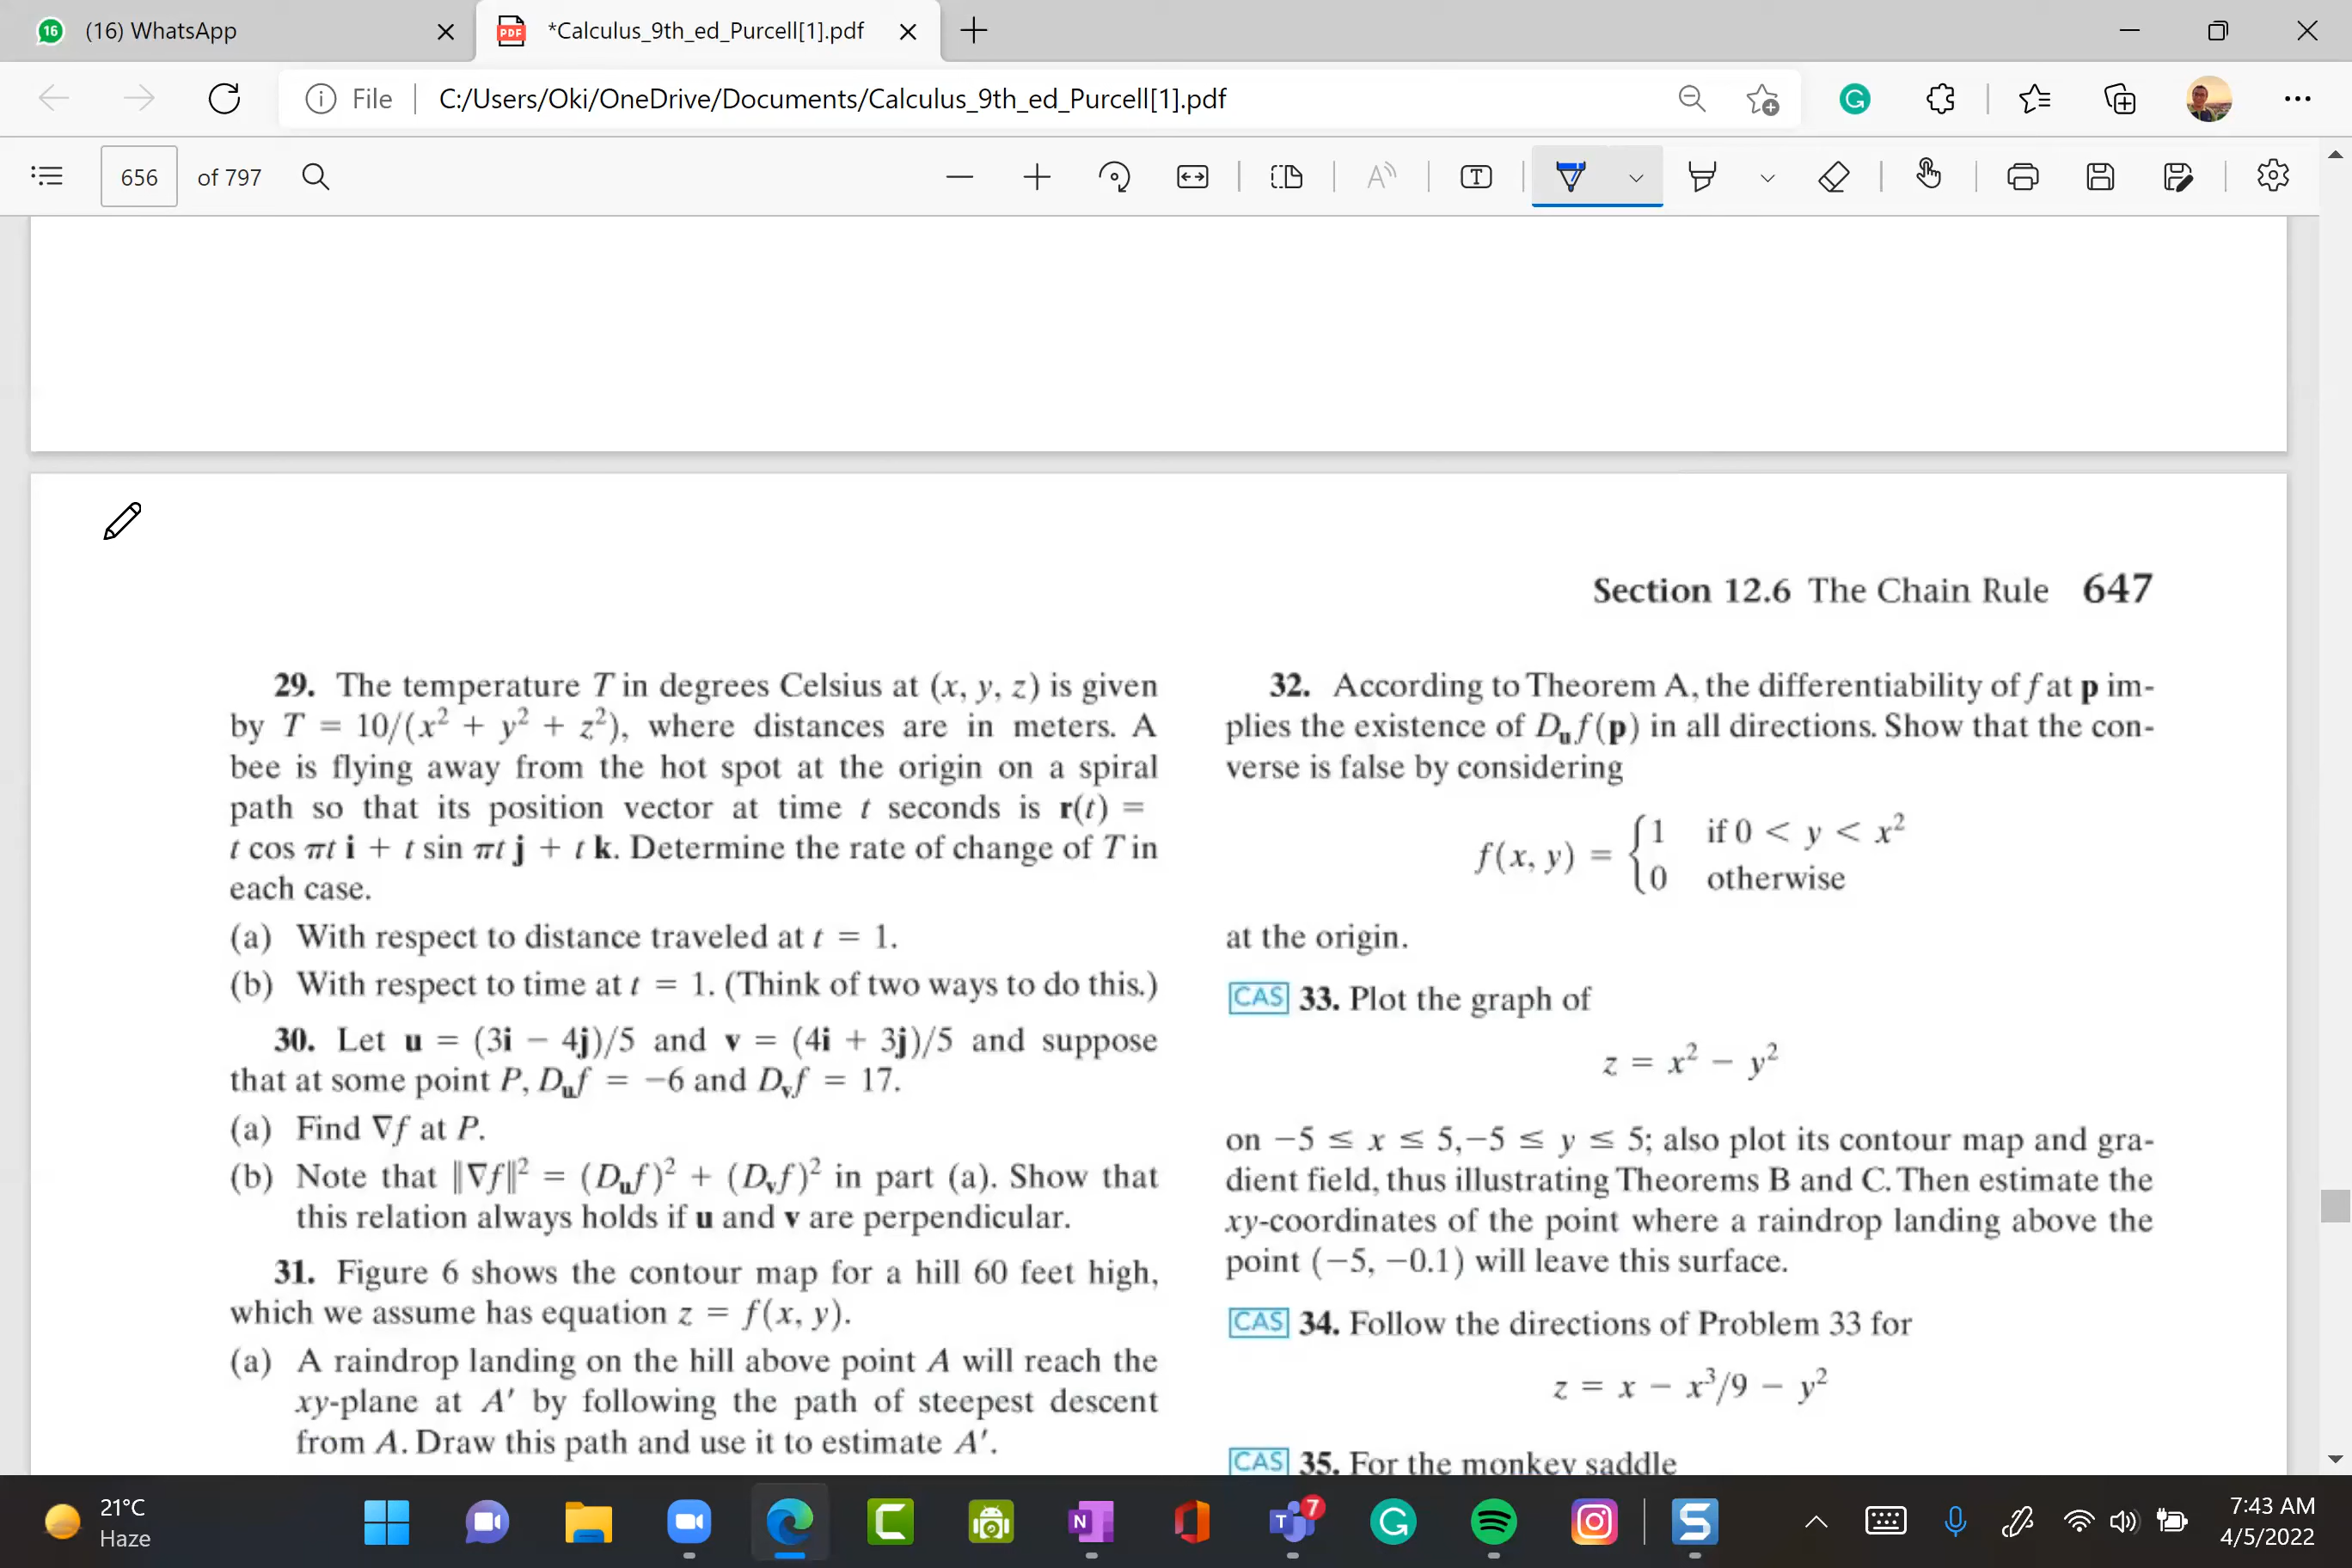 16 (16) WhatsApp
PDF *Calculus_9th_ed_Purcell[1].pdf
File C:/Users/Oki/OneDrive/Documents/Calculus_9th_ed_Purcell[1].pdf
656 of 797
Section 12.6 The Chain Rule 647
29. The temperature T in degrees Celsius at (x, y, z) is given
by T = 10/(x² + y² + z²), where distances are in meters. A
bee is flying away from the hot spot at the origin on a spiral
path so that its position vector at time t seconds is r(t) =
t cos πt i + t sin πt j + t k. Determine the rate of change of T in
each case.
(a) With respect to distance traveled at t = 1.
(b) With respect to time at t = 1. (Think of two ways to do this.)
30. Let u = (3i − 4j)/5 and v = (4i + 3j)/5 and suppose
that at some point P, Dᵤf = −6 and Dᵥf = 17.
(a) Find ∇f at P.
(b) Note that ‖∇f‖² = (Dᵤf)² + (Dᵥf)² in part (a). Show that
this relation always holds if u and v are perpendicular.
31. Figure 6 shows the contour map for a hill 60 feet high,
which we assume has equation z = f(x, y).
(a) A raindrop landing on the hill above point A will reach the
xy-plane at A′ by following the path of steepest descent
from A. Draw this path and use it to estimate A′.
32. According to Theorem A, the differentiability of f at p im-
plies the existence of Dᵤf(p) in all directions. Show that the con-
verse is false by considering
f(x, y) = {1 if 0 < y < x²
0 otherwise
at the origin.
CAS 33. Plot the graph of
z = x² − y²
on −5 ≤ x ≤ 5, −5 ≤ y ≤ 5; also plot its contour map and gra-
dient field, thus illustrating Theorems B and C. Then estimate the
xy-coordinates of the point where a raindrop landing above the
point (−5, −0.1) will leave this surface.
CAS 34. Follow the directions of Problem 33 for
z = x − x³/9 − y²
CAS 35. For the monkey saddle
21°C
Haze
7
7:43 AM
4/5/2022